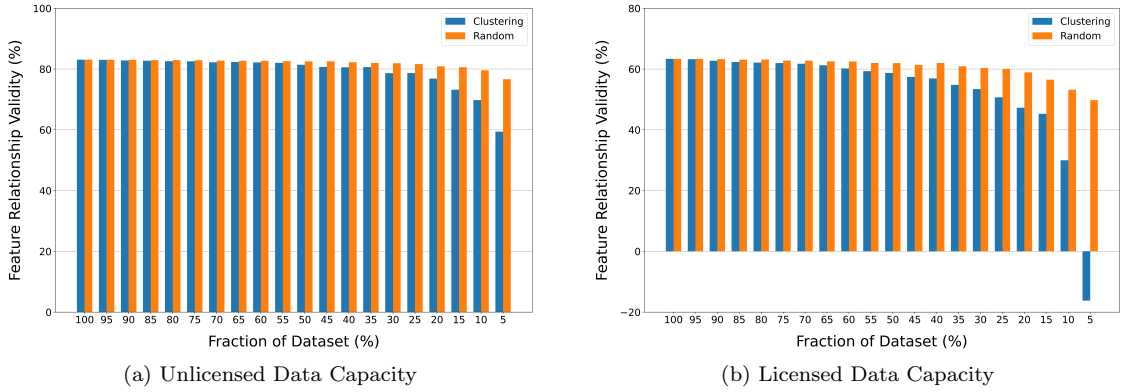 100
80
60
40
20
0
Feature Relationship Validity (%)
Clustering
Random
100 95 90 85 80 75 70 65 60 55 50 45 40 35 30 25 20 15 10 5
Fraction of Dataset (%)
(a) Unlicensed Data Capacity
80
60
40
20
0
−20
Feature Relationship Validity (%)
Clustering
Random
100 95 90 85 80 75 70 65 60 55 50 45 40 35 30 25 20 15 10 5
Fraction of Dataset (%)
(b) Licensed Data Capacity